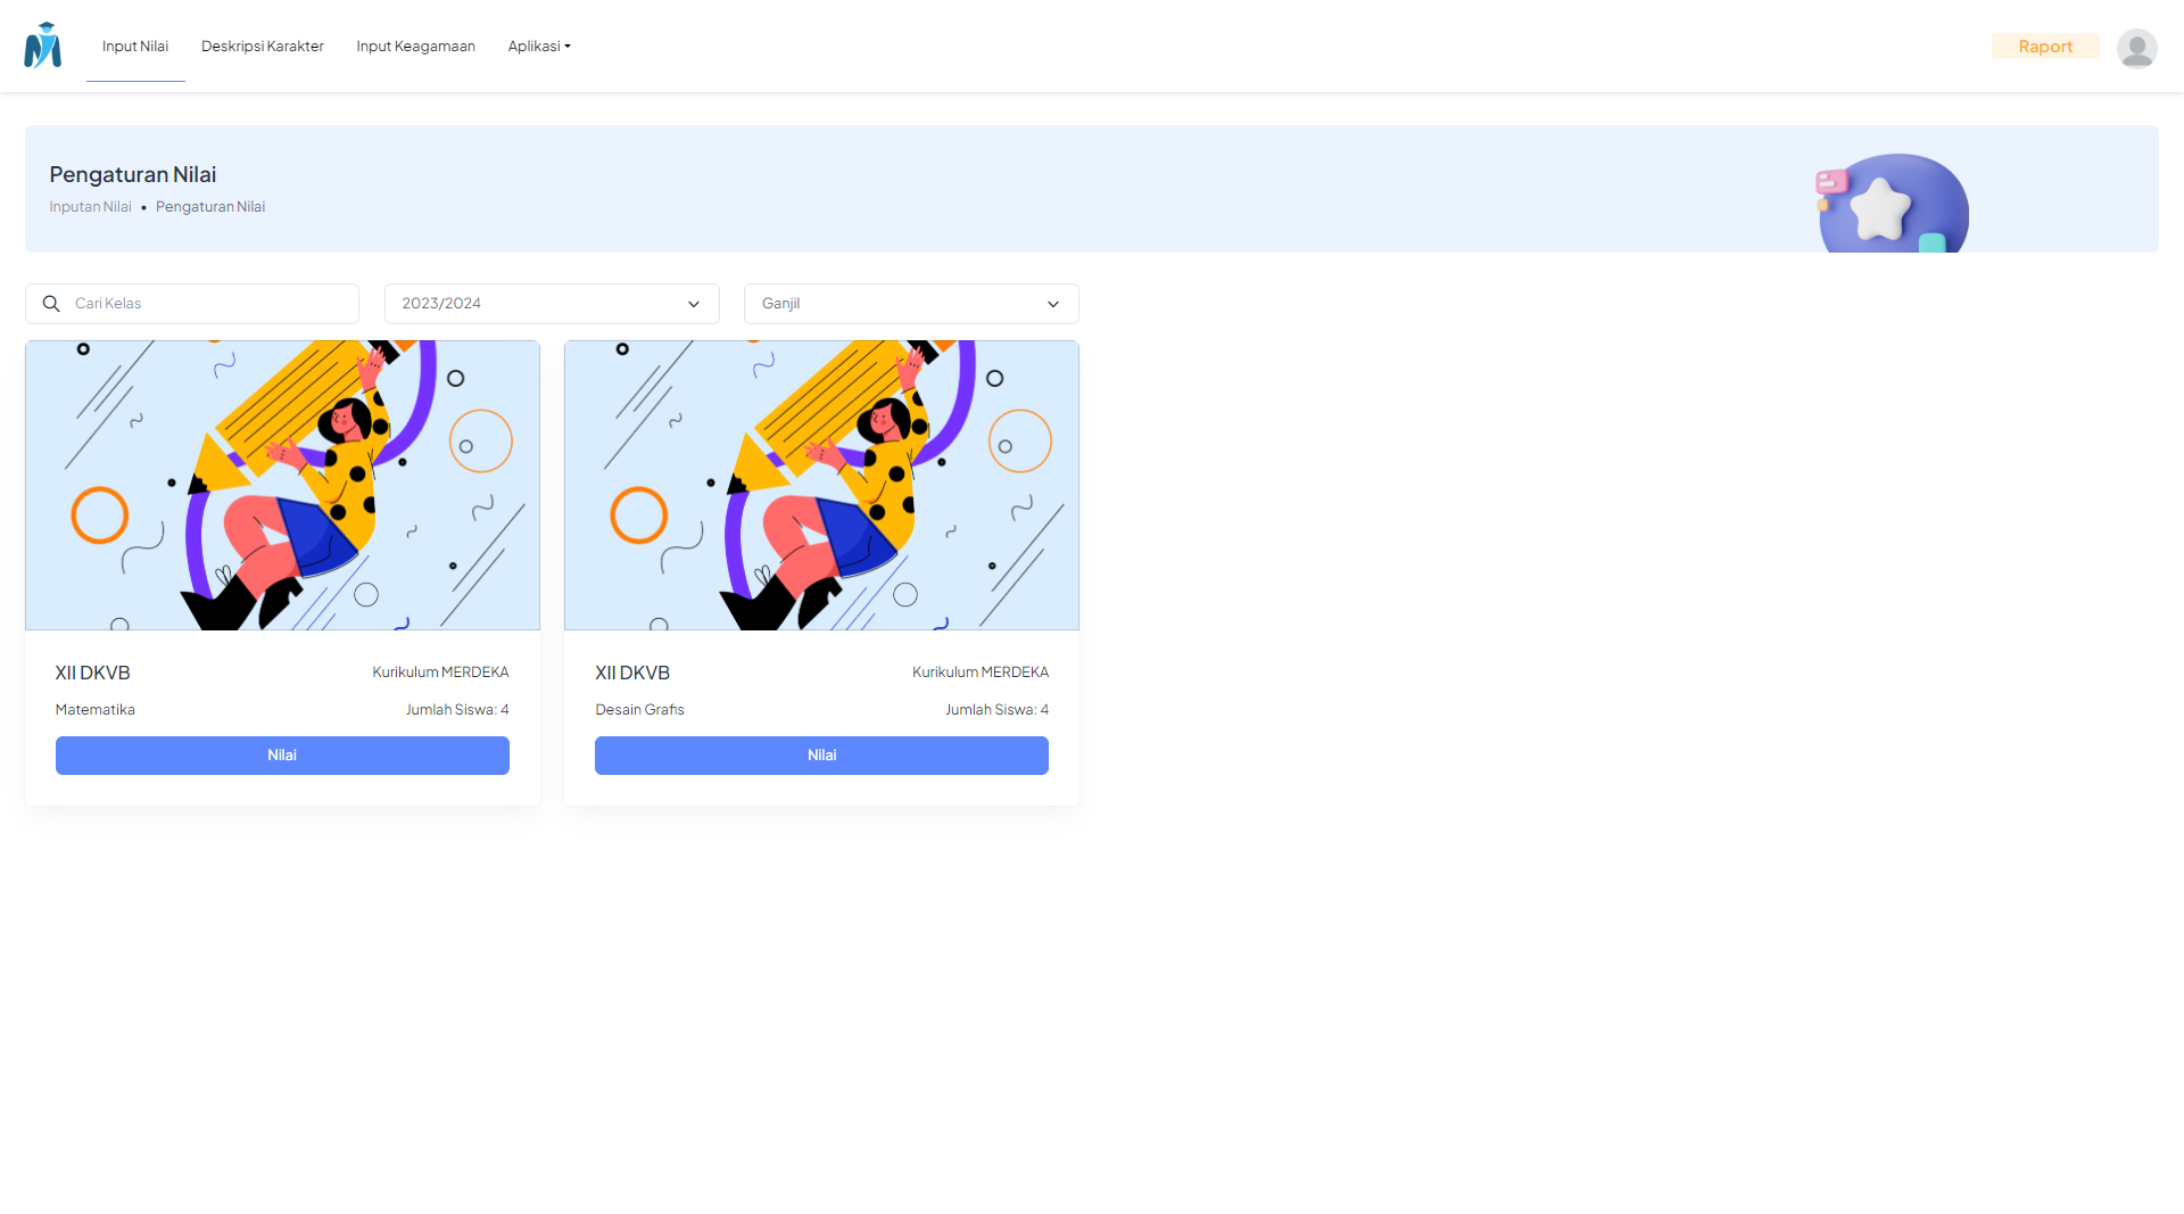 Input Nilai
Deskripsi Karakter
Input Keagamaan
Aplikasi
Raport
Pengaturan Nilai
Inputan Nilai • Pengaturan Nilai
Cari Kelas
2023/2024
Ganjil
XII DKVB
Kurikulum MERDEKA
Matematika
Jumlah Siswa: 4
Nilai
XII DKVB
Kurikulum MERDEKA
Desain Grafis
Jumlah Siswa: 4
Nilai